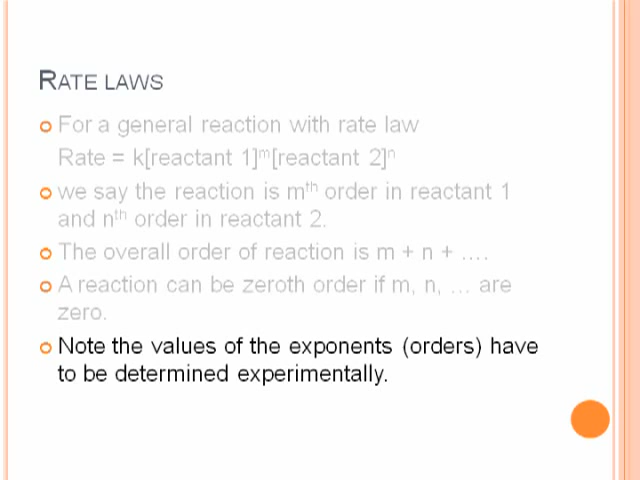 RATE LAWS
For a general reaction with rate law
Rate = k[reactant 1]ᵐ[reactant 2]ⁿ
we say the reaction is mᵗʰ order in reactant 1
and nᵗʰ order in reactant 2.
The overall order of reaction is m + n + ….
A reaction can be zeroth order if m, n, … are
zero.
Note the values of the exponents (orders) have
to be determined experimentally.